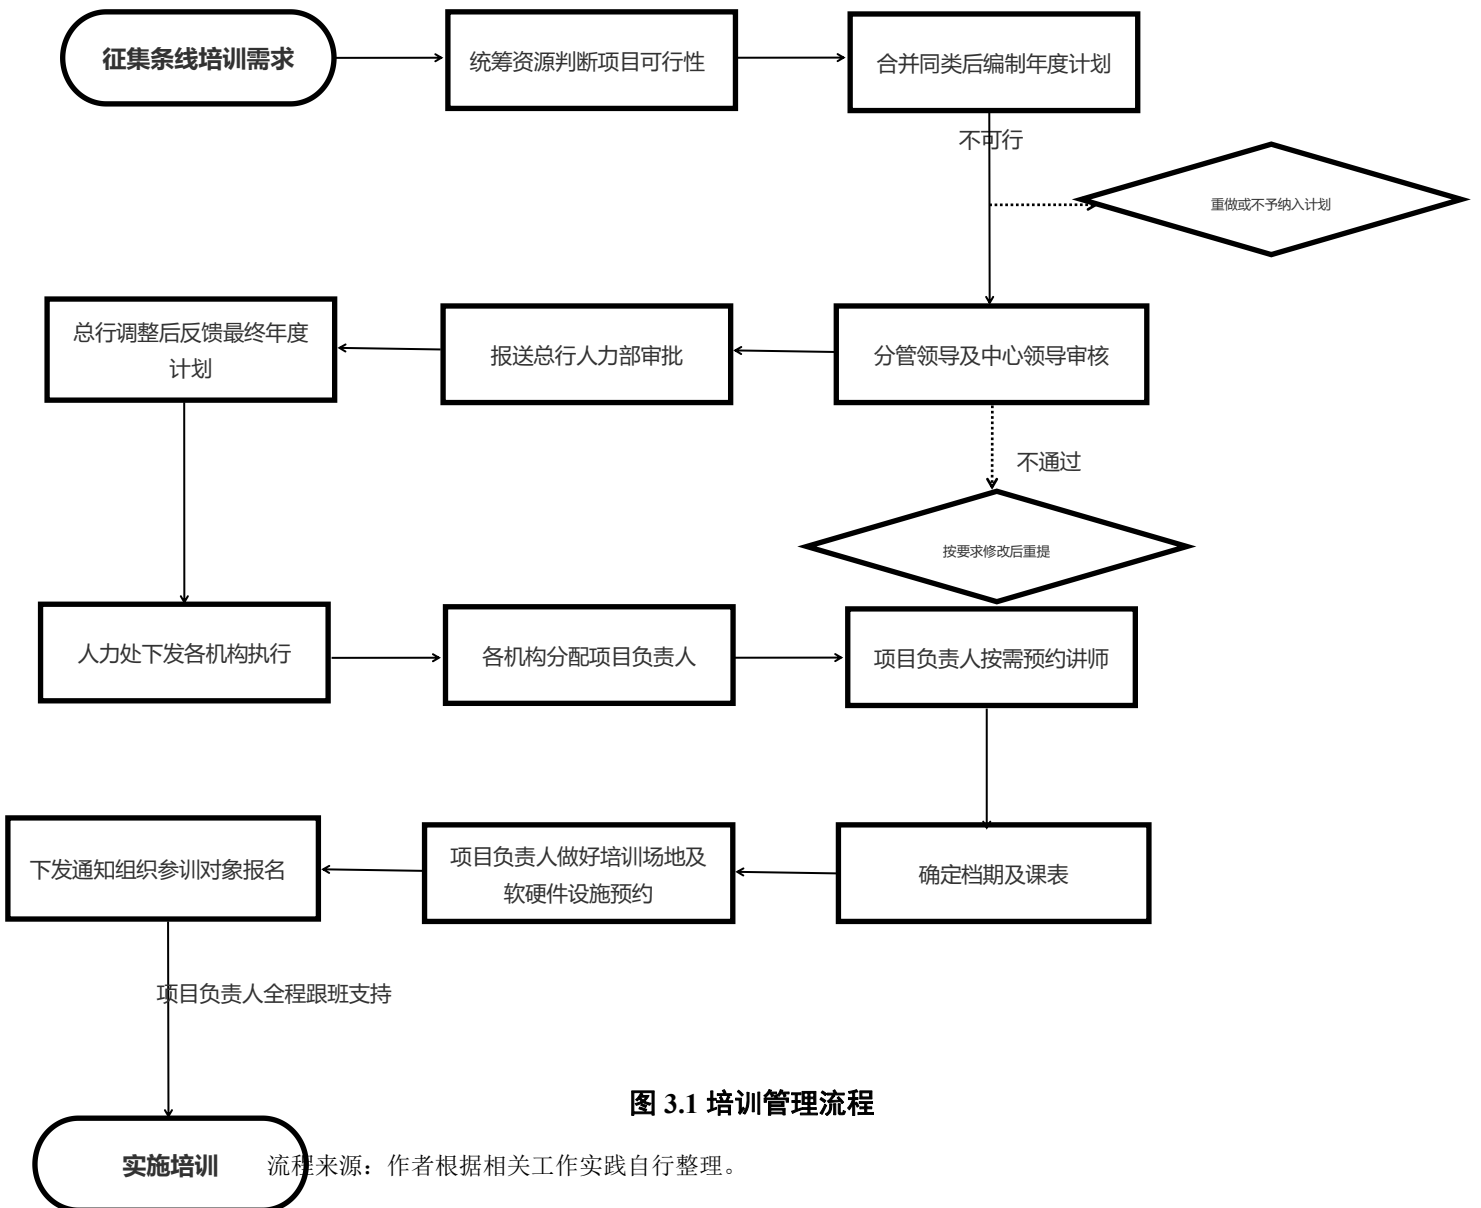 征集条线培训需求
统筹资源判断项目可行性
合并同类后编制年度计划
不可行
重做或不予纳入计划
总行调整后反馈最终年度
计划
报送总行人力部审批
分管领导及中心领导审核
不通过
按要求修改后重提
人力处下发各机构执行
各机构分配项目负责人
项目负责人按需预约讲师
下发通知组织参训对象报名
项目负责人做好培训场地及
软硬件设施预约
确定档期及课表
项目负责人全程跟班支持
图 3.1 培训管理流程
实施培训
流程来源：作者根据相关工作实践自行整理。